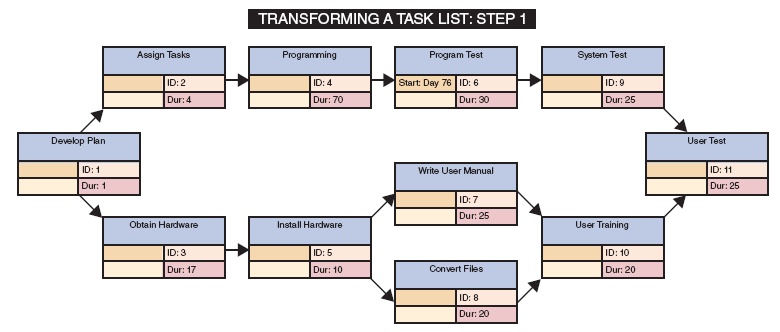 TRANSFORMING A TASK LIST: STEP 1
Assign Tasks
ID: 2
Dur: 4
Programming
ID: 4
Dur: 70
Program Test
Start: Day 76
ID: 6
Dur: 30
System Test
ID: 9
Dur: 25
Develop Plan
ID: 1
Dur: 1
User Test
ID: 11
Dur: 25
Write User Manual
ID: 7
Dur: 25
Obtain Hardware
ID: 3
Dur: 17
Install Hardware
ID: 5
Dur: 10
User Training
ID: 10
Dur: 20
Convert Files
ID: 8
Dur: 20